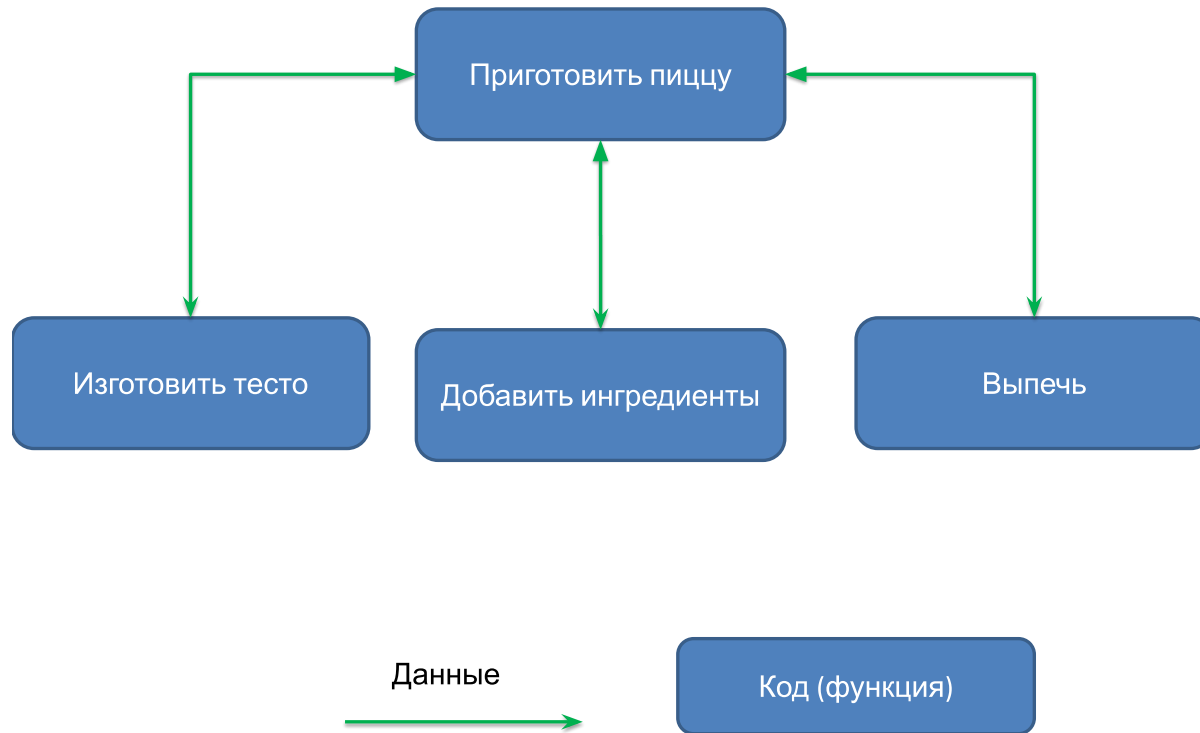 Приготовить пиццу
Изготовить тесто
Добавить ингредиенты
Выпечь
Данные
Код (функция)